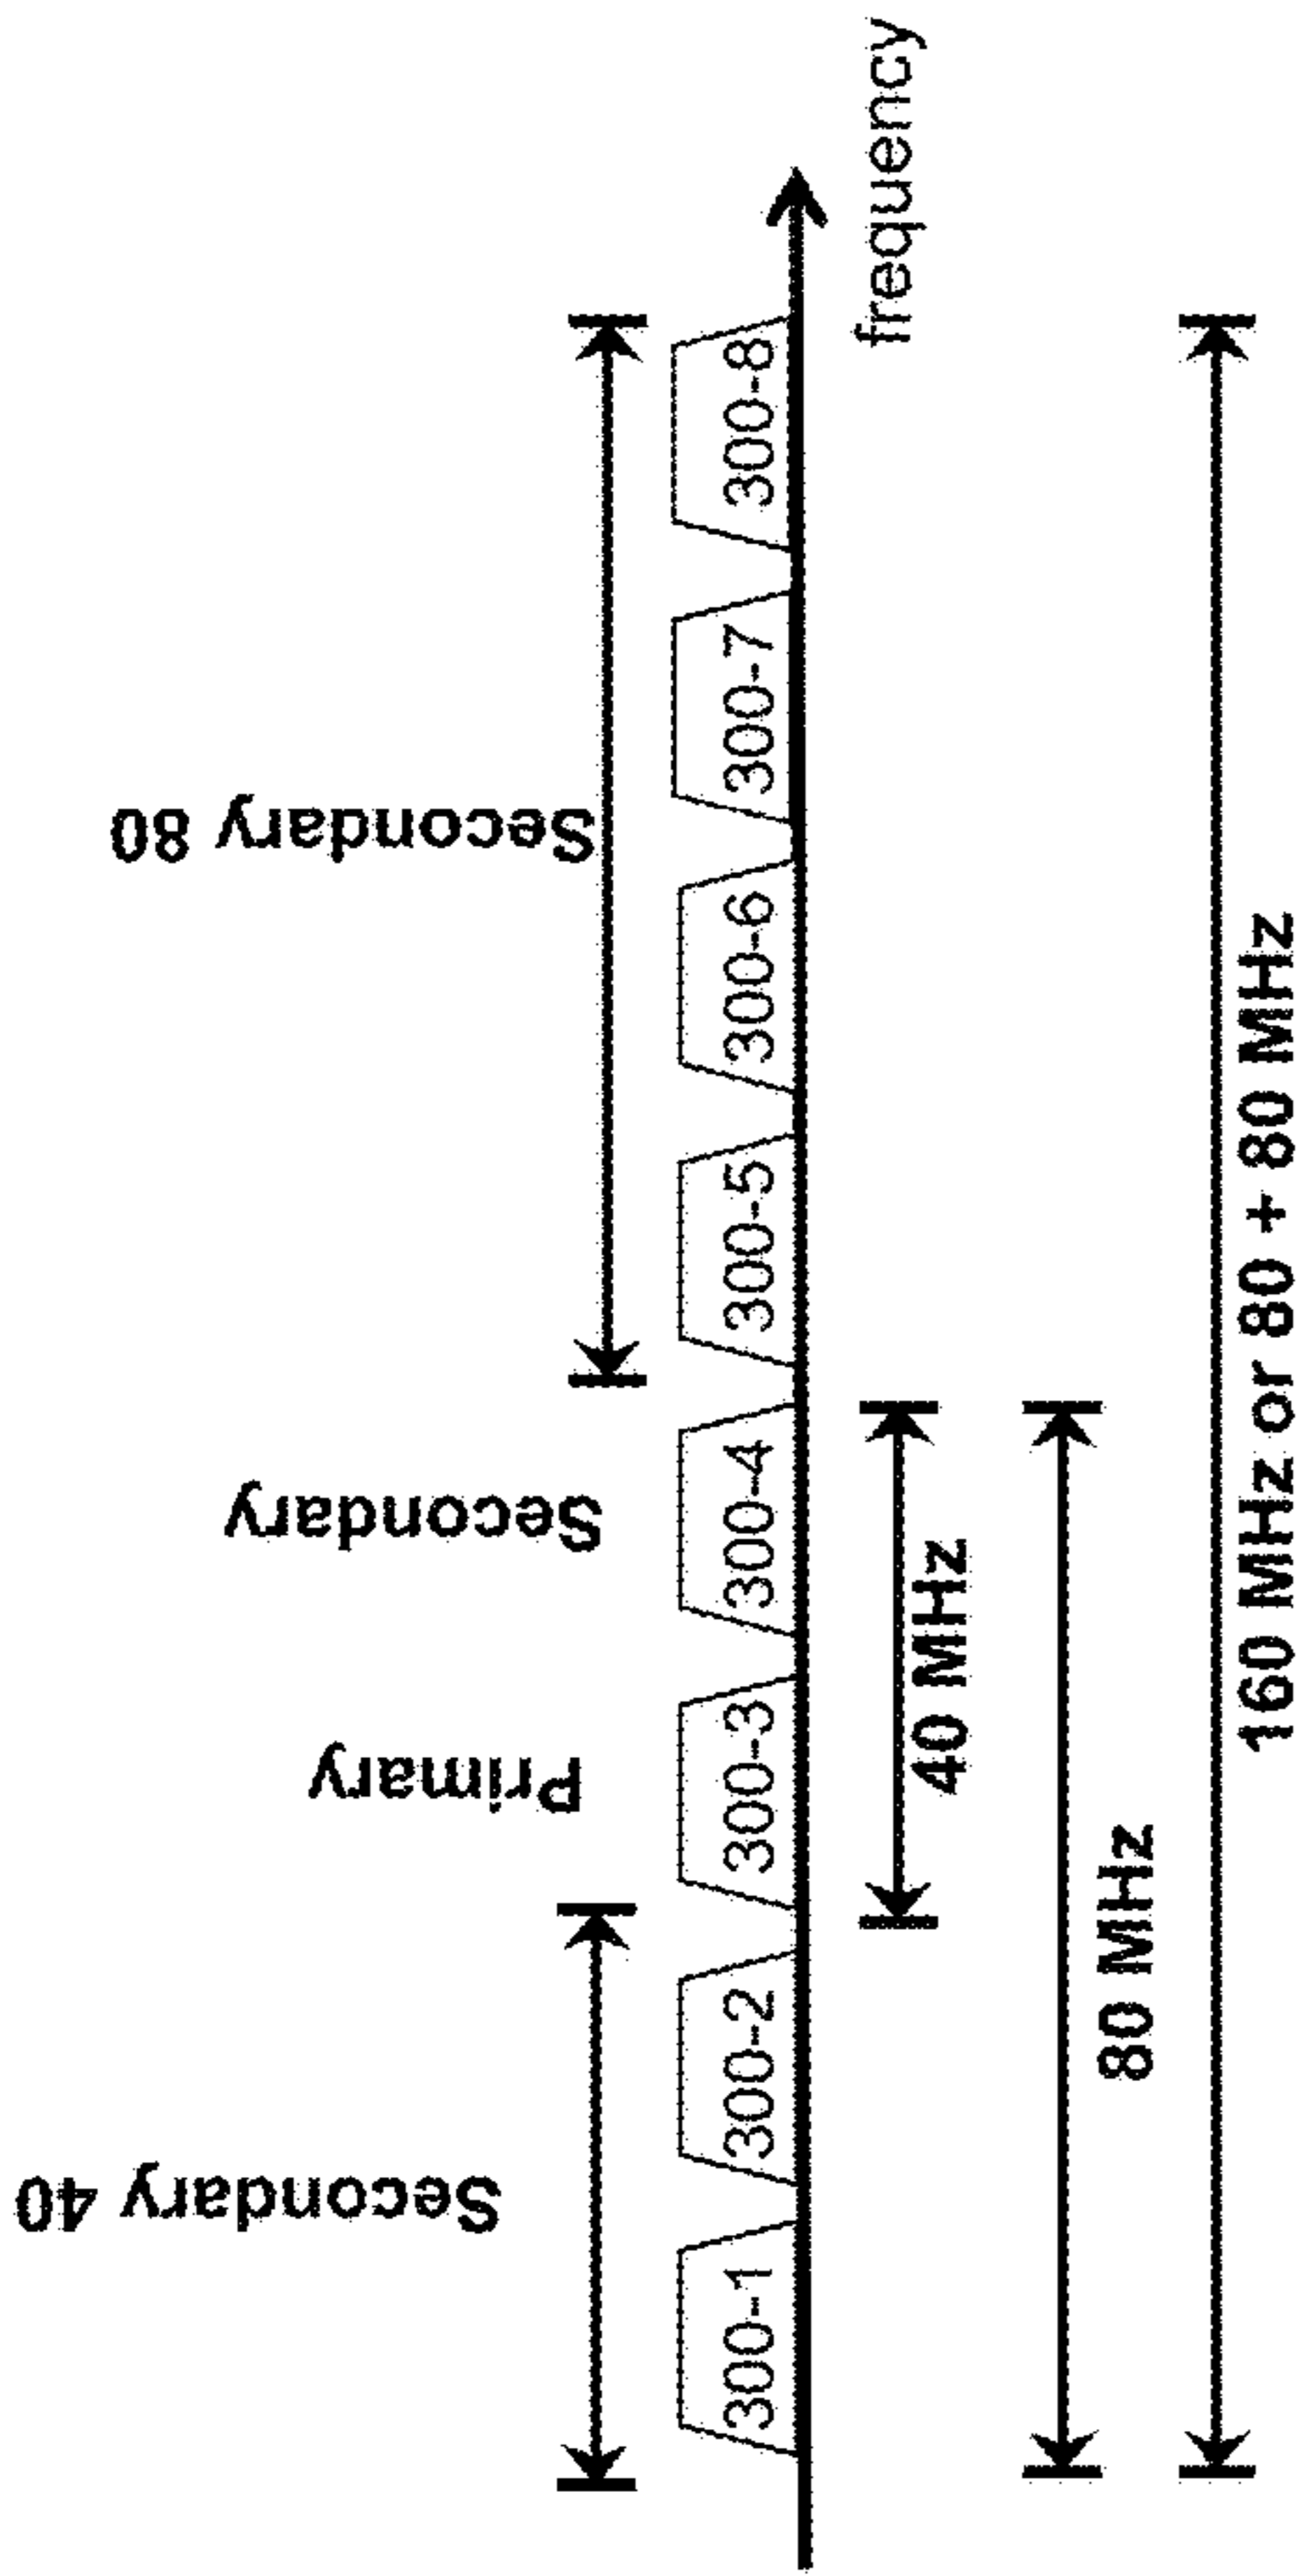 Secondary 40
Primary
Secondary
Secondary 80
300-1
300-2
300-3
300-4
300-5
300-6
300-7
300-8
frequency
40 MHz
80 MHz
160 MHz or 80 + 80 MHz